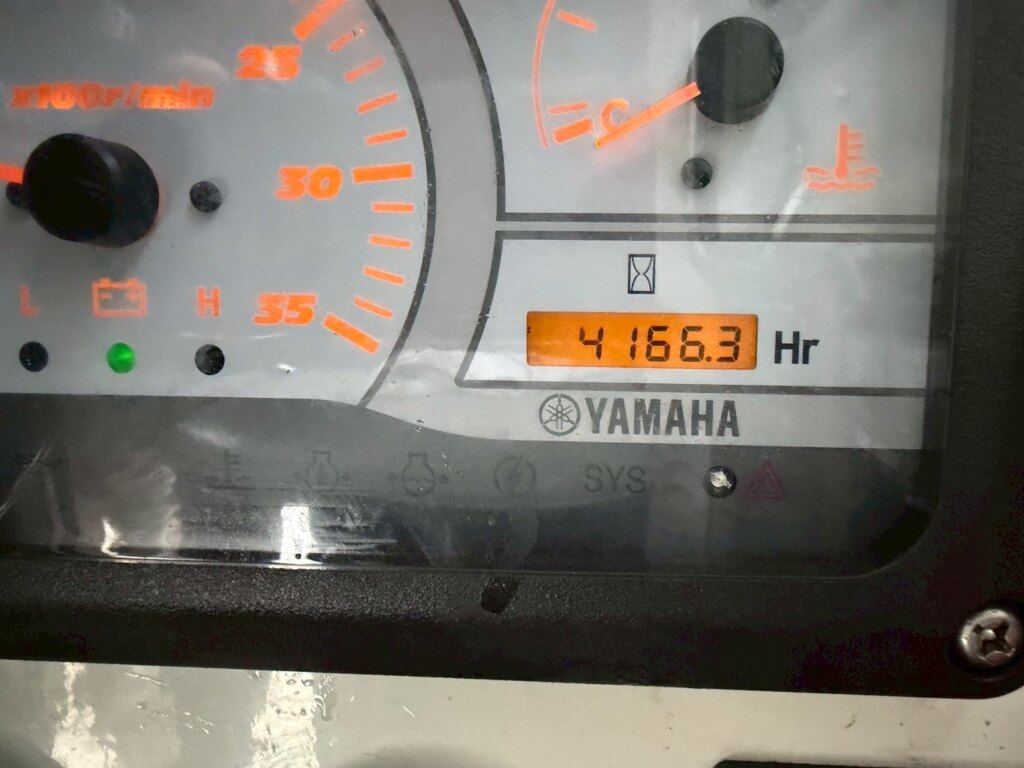 25
x100r/min
C
30
L H
35
4166.3 Hr
YAMAHA
SYS